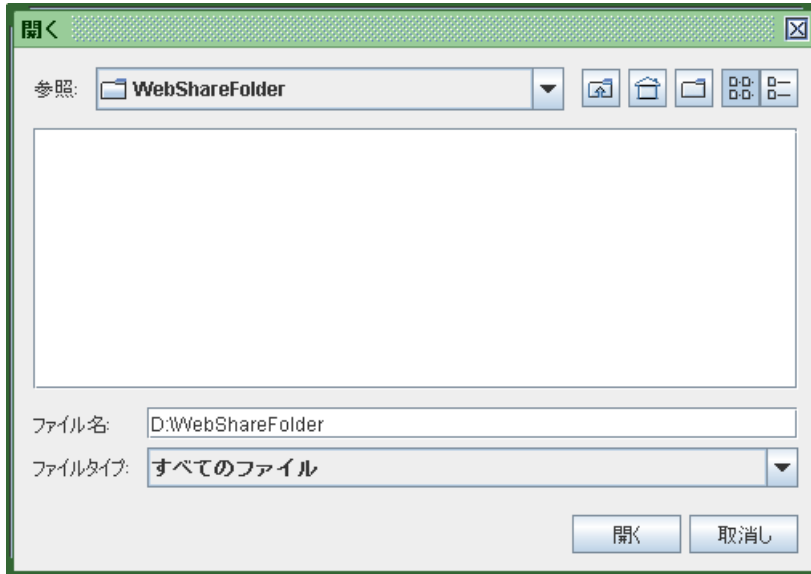 開く
参照: WebShareFolder
ファイル名: D:\WebShareFolder
ファイルタイプ: すべてのファイル
開く 取消し